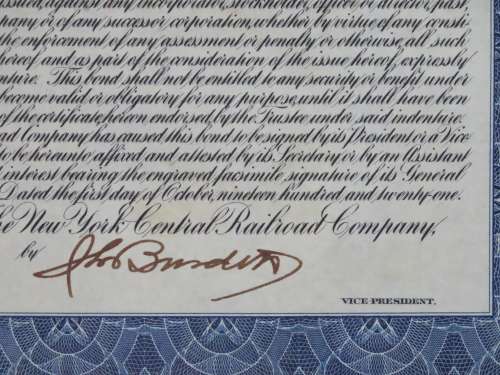 against any incorporator, stockholder, officer or director, past
pany or of any successor corporation, whether by virtue of any consti
the enforcement of any assessment or penalty or otherwise, all such
hereof and as part of the consideration of the issue hereof, expressly
nture. This bond shall not be entitled to any security or benefit under
become valid or obligatory for any purpose, until it shall have been
of the certificate hereon endorsed by the Trustee under said indenture.
ad Company has caused this bond to be signed by its President or a Vice
to be hereunto affixed, and attested by its Secretary or by an Assistant
interest bearing the engraved facsimile signature of its General
Dated the first day of October, nineteen hundred, and twenty-one.
he New York Central Railroad Company,
by
VICE PRESIDENT.